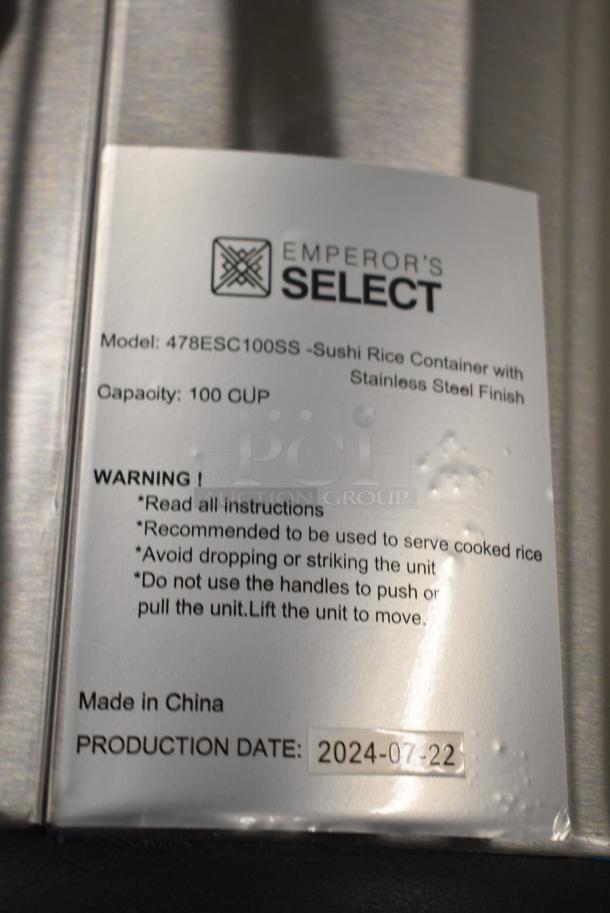 EMPEROR'S
SELECT
Model: 478ESC100SS -Sushi Rice Container with
Stainless Steel Finish
Capacity: 100 CUP
PCI
AUCTION GROUP
WARNING !
*Read all instructions
*Recommended to be used to serve cooked rice
*Avoid dropping or striking the unit
*Do not use the handles to push or
pull the unit.Lift the unit to move.
Made in China
PRODUCTION DATE: 2024-07-22